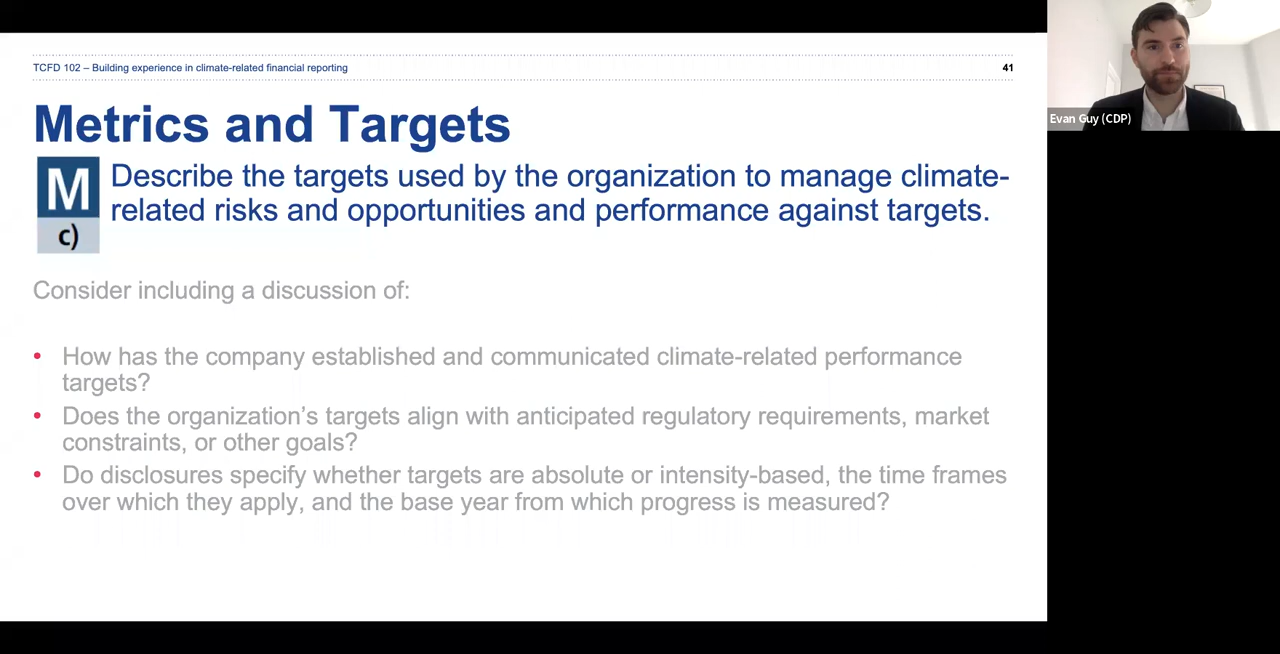 TCFD 102 – Building experience in climate-related financial reporting
41
Metrics and Targets
M
c)
Describe the targets used by the organization to manage climate-
related risks and opportunities and performance against targets.
Consider including a discussion of:
• How has the company established and communicated climate-related performance
targets?
• Does the organization’s targets align with anticipated regulatory requirements, market
constraints, or other goals?
• Do disclosures specify whether targets are absolute or intensity-based, the time frames
over which they apply, and the base year from which progress is measured?
Evan Guy (CDP)